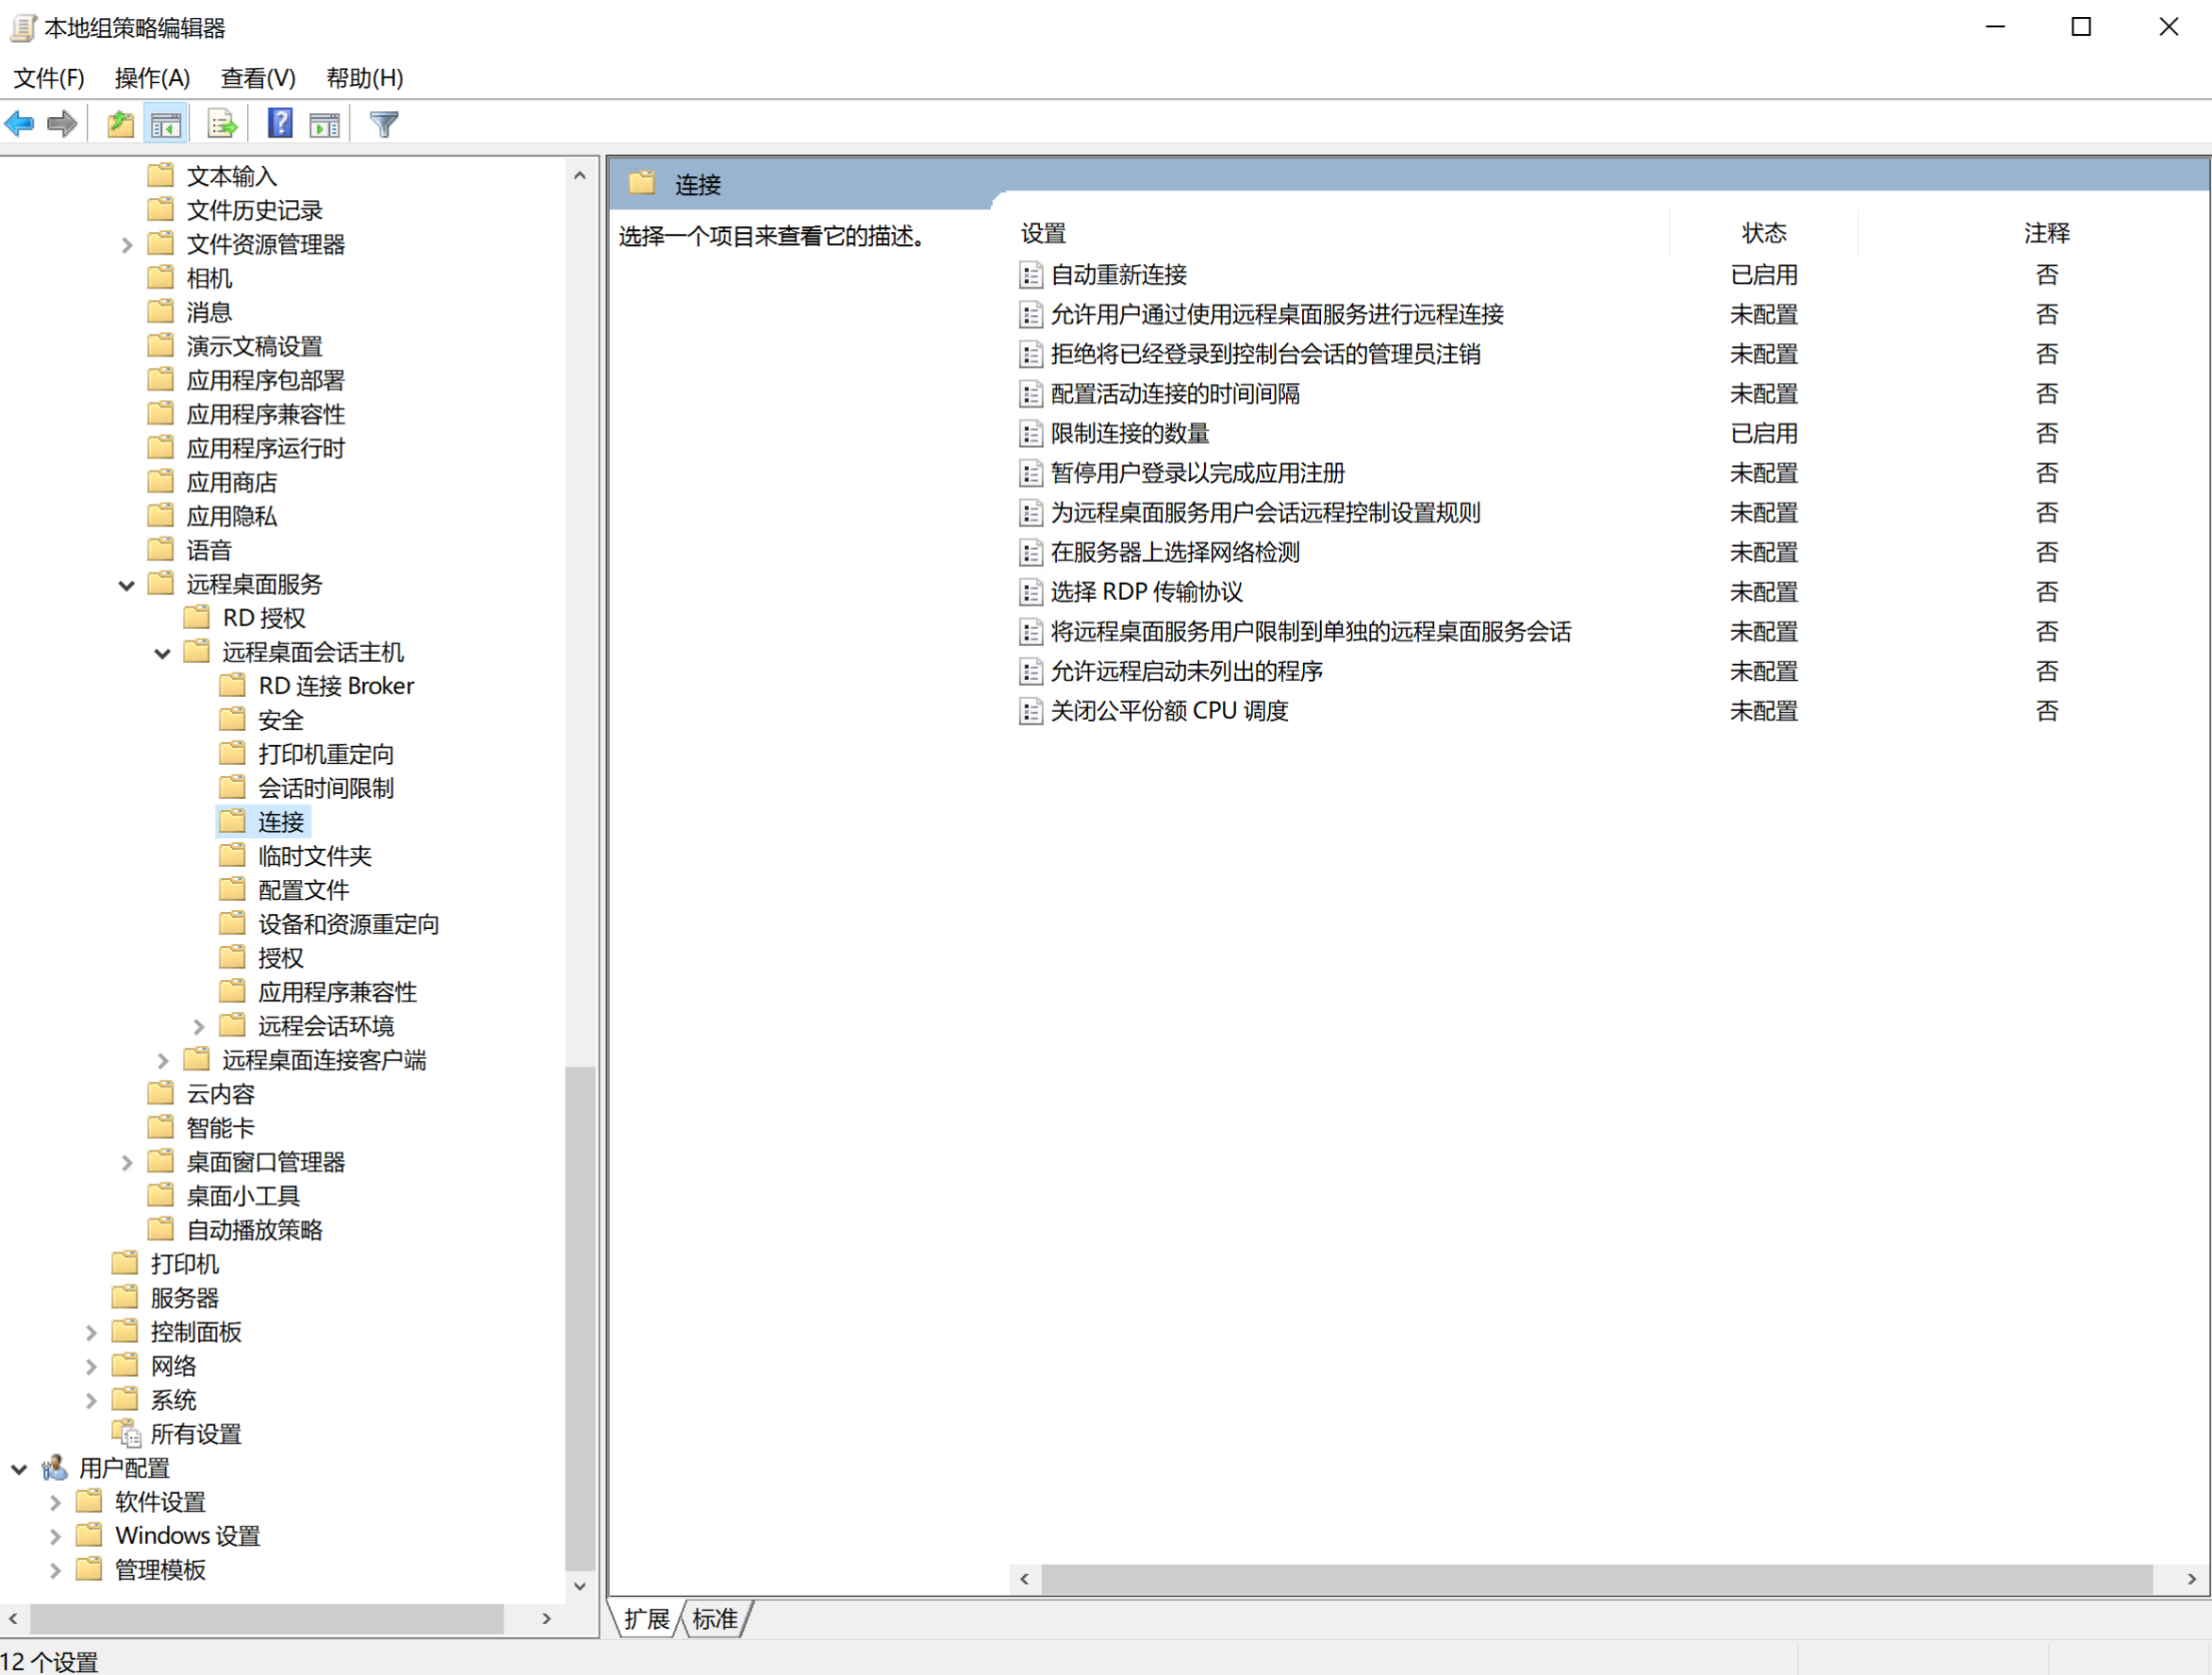 本地组策略编辑器
文件(F) 操作(A) 查看(V) 帮助(H)
文本输入
文件历史记录
文件资源管理器
相机
消息
演示文稿设置
应用程序包部署
应用程序兼容性
应用程序运行时
应用商店
应用隐私
语音
远程桌面服务
RD 授权
远程桌面会话主机
RD 连接 Broker
安全
打印机重定向
会话时间限制
连接
临时文件夹
配置文件
设备和资源重定向
授权
应用程序兼容性
远程会话环境
远程桌面连接客户端
云内容
智能卡
桌面窗口管理器
桌面小工具
自动播放策略
打印机
服务器
控制面板
网络
系统
所有设置
用户配置
软件设置
Windows 设置
管理模板
连接
选择一个项目来查看它的描述。
设置 状态 注释
自动重新连接 已启用 否
允许用户通过使用远程桌面服务进行远程连接 未配置 否
拒绝将已经登录到控制台会话的管理员注销 未配置 否
配置活动连接的时间间隔 未配置 否
限制连接的数量 已启用 否
暂停用户登录以完成应用注册 未配置 否
为远程桌面服务用户会话远程控制设置规则 未配置 否
在服务器上选择网络检测 未配置 否
选择 RDP 传输协议 未配置 否
将远程桌面服务用户限制到单独的远程桌面服务会话 未配置 否
允许远程启动未列出的程序 未配置 否
关闭公平份额 CPU 调度 未配置 否
扩展 标准
12 个设置